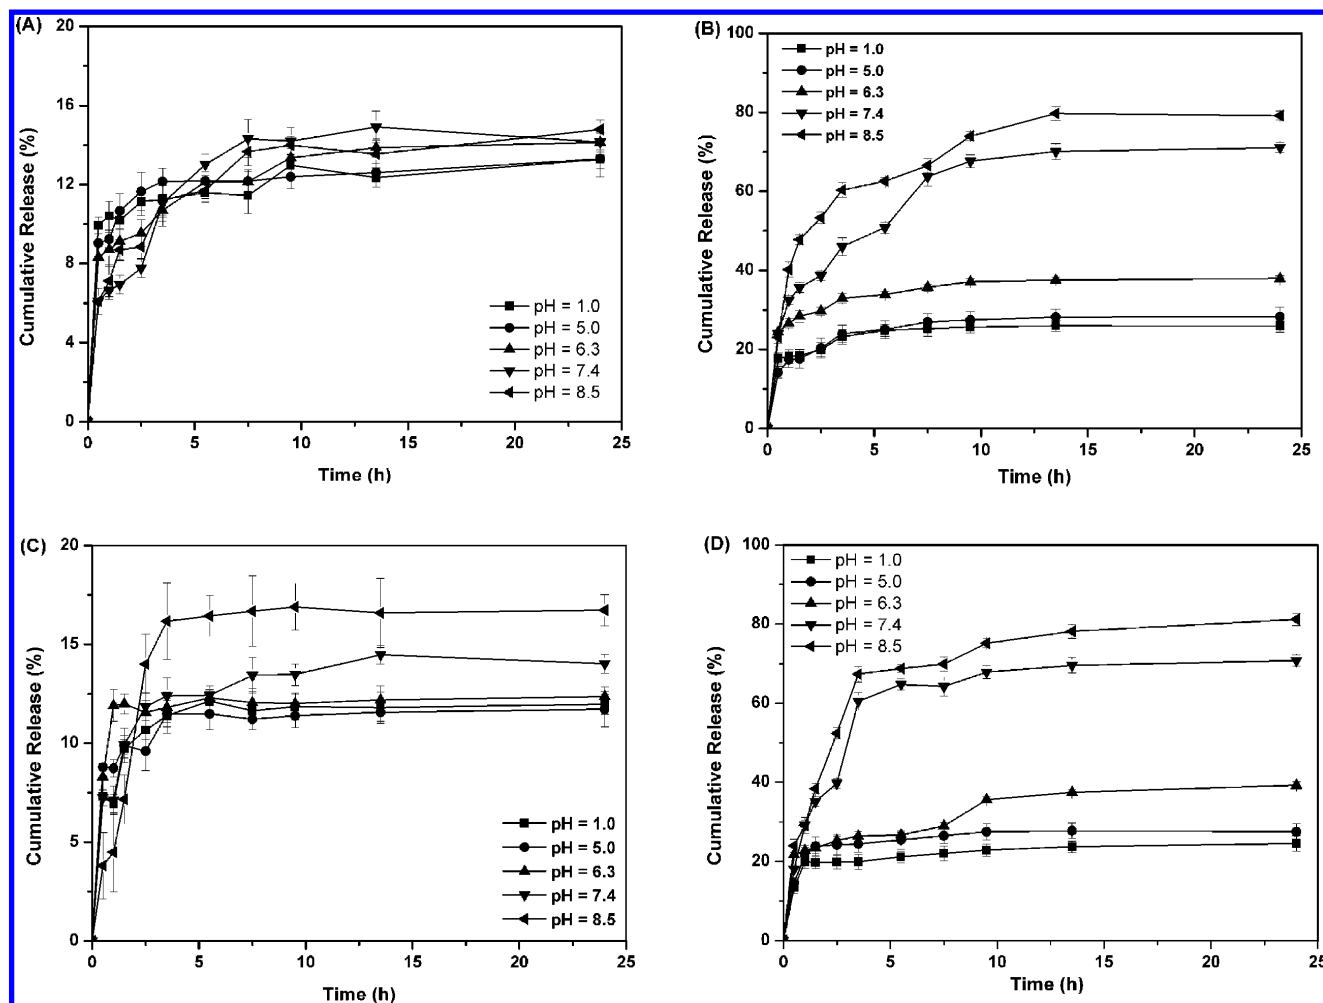 (A)
20
16
12
8
4
0
Cumulative Release (%)
pH = 1.0
pH = 5.0
pH = 6.3
pH = 7.4
pH = 8.5
0 5 10 15 20 25
Time (h)
(B)
100
80
60
40
20
0
Cumulative Release (%)
pH = 1.0
pH = 5.0
pH = 6.3
pH = 7.4
pH = 8.5
0 5 10 15 20 25
Time (h)
(C)
20
15
10
5
0
Cumulative Release (%)
pH = 1.0
pH = 5.0
pH = 6.3
pH = 7.4
pH = 8.5
0 5 10 15 20 25
Time (h)
(D)
100
80
60
40
20
0
Cumulative Release (%)
pH = 1.0
pH = 5.0
pH = 6.3
pH = 7.4
pH = 8.5
0 5 10 15 20 25
Time (h)